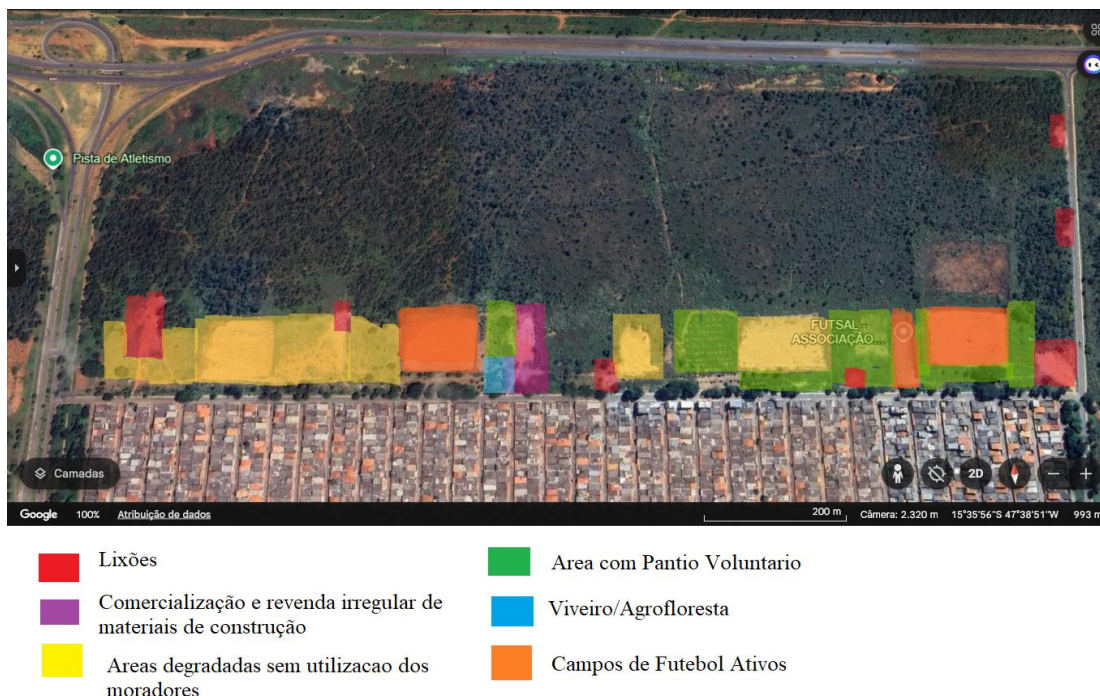 Pista de Atletismo
FUTSAL
ASSOCIAÇÃO...
Camadas
2D
Google
100%
Atribuição de dados
200 m
Câmera: 2.320 m
15°35'56"S 47°38'51"W
993 m
Lixões
Comercialização e revenda irregular de
materiais de construção
Areas degradadas sem utilizacao dos
moradores
Area com Pantio Voluntario
Viveiro/Agrofloresta
Campos de Futebol Ativos